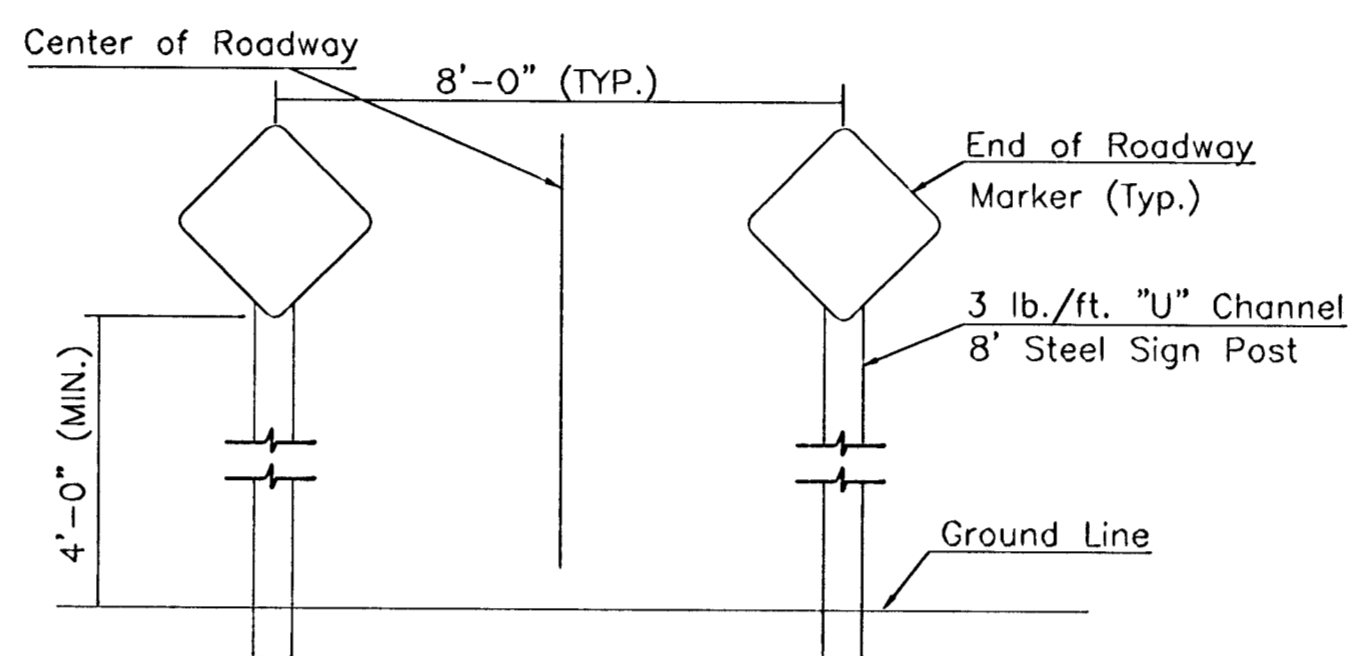 Center of Roadway
8'-0" (TYP.)
End of Roadway
Marker (Typ.)
3 lb./ft. "U" Channel
8' Steel Sign Post
4'-0" (MIN.)
Ground Line